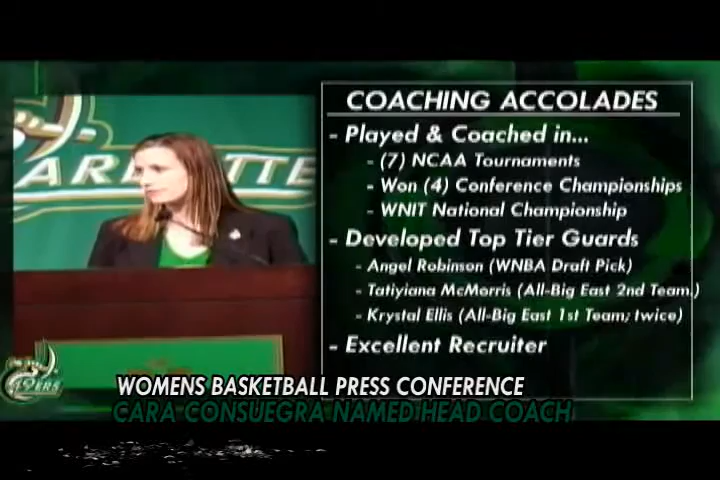 ARLOTTE
COACHING ACCOLADES
- Played & Coached in...
- (7) NCAA Tournaments
- Won (4) Conference Championships
- WNIT National Championship
- Developed Top Tier Guards
- Angel Robinson (WNBA Draft Pick)
- Tatiyiana McMorris (All-Big East 2nd Team.)
- Krystal Ellis (All-Big East 1st Team; twice)
- Excellent Recruiter
49ERS
WOMENS BASKETBALL PRESS CONFERENCE
CARA CONSUEGRA NAMED HEAD COACH